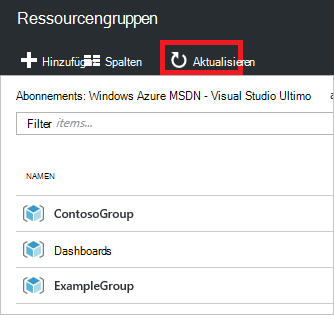 Ressourcengruppen
Hinzufüg Spalten Aktualisieren
Abonnements: Windows Azure MSDN - Visual Studio Ultimo
Filter items...
NAMEN
ContosoGroup
Dashboards
ExampleGroup